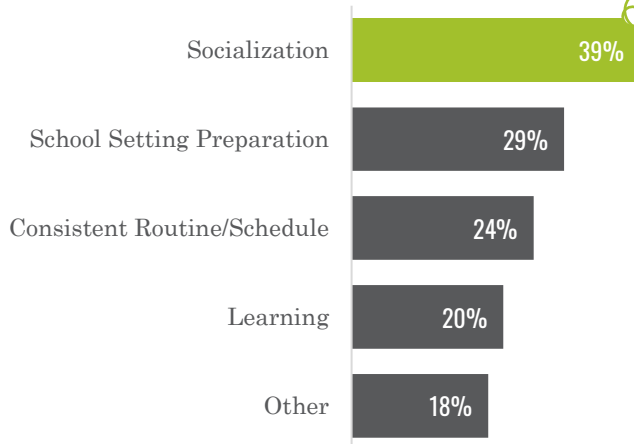 Socialization 39%
School Setting Preparation 29%
Consistent Routine/Schedule 24%
Learning 20%
Other 18%